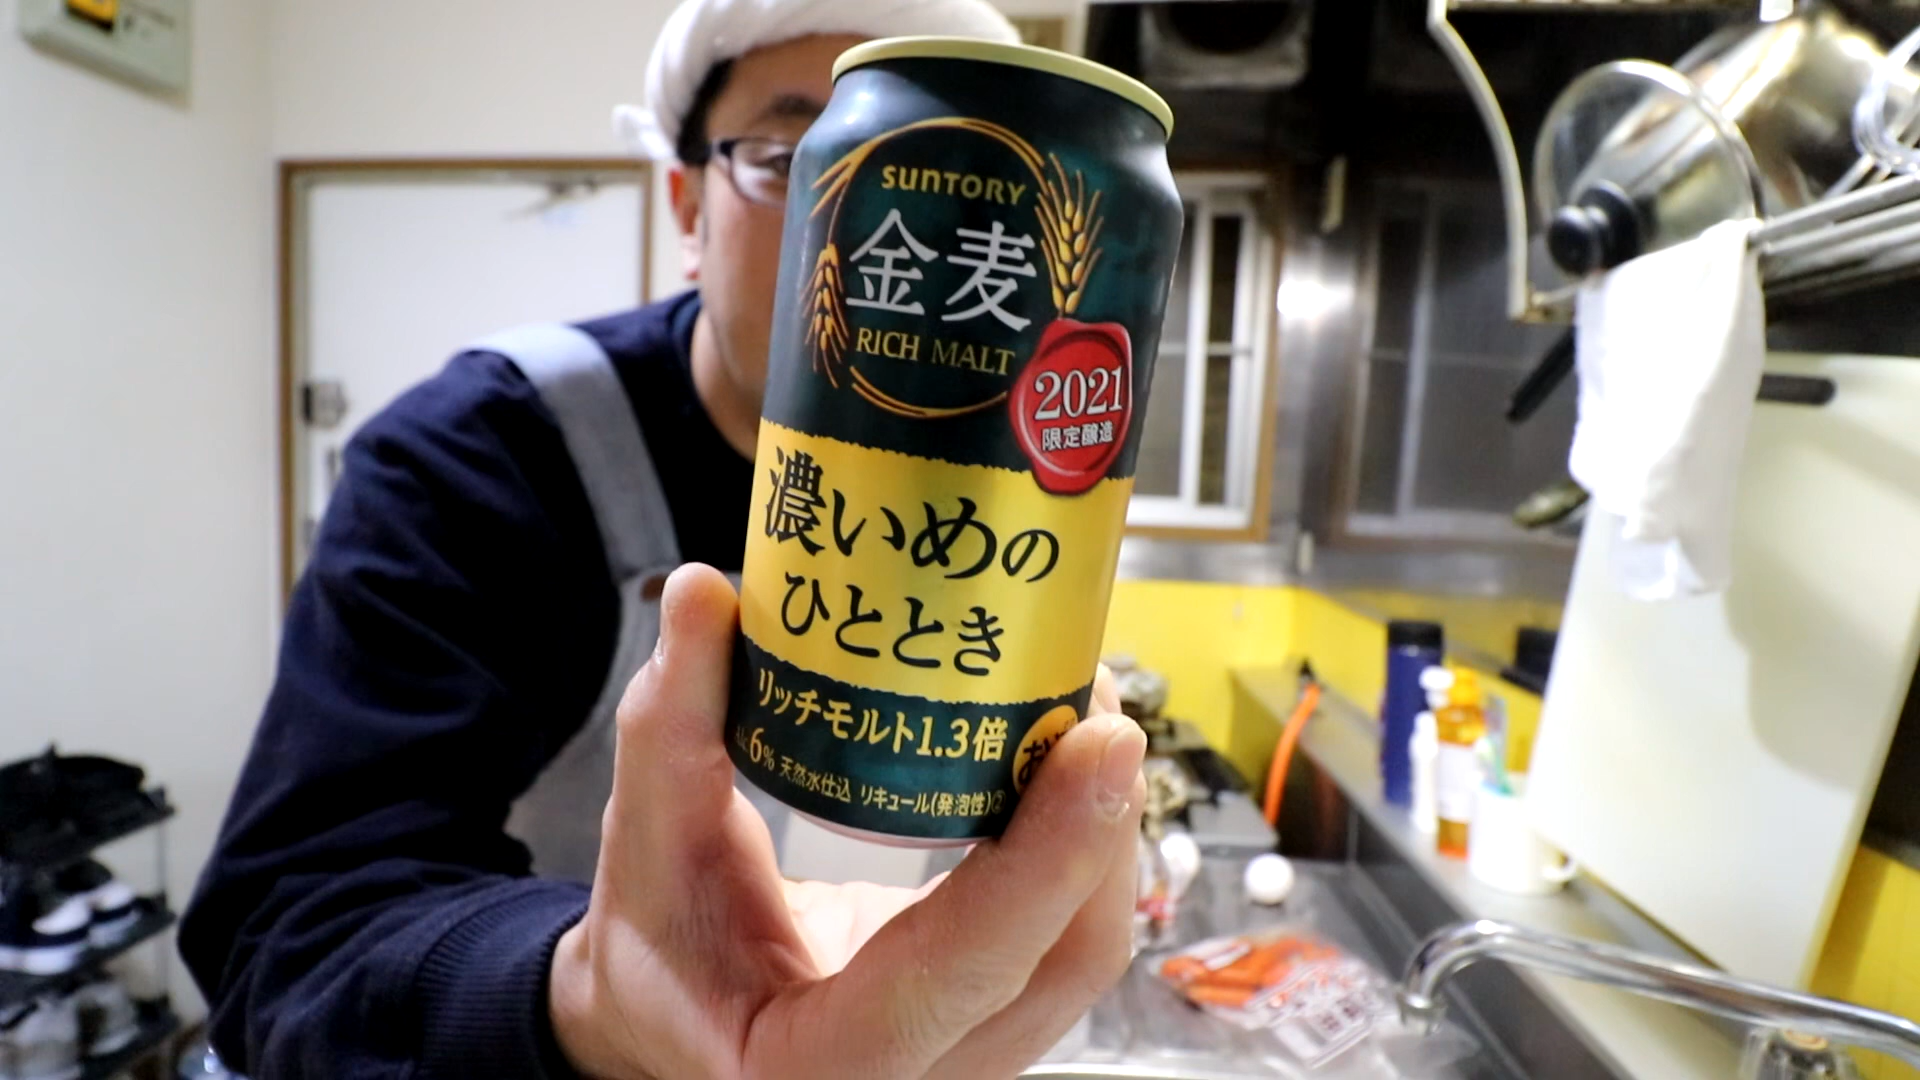 SUNTORY
金麦
RICH MALT
2021
限定醸造
濃いめの
ひととき
リッチモルト1.3倍
Alc 6% 天然水仕込 リキュール(発泡性)②